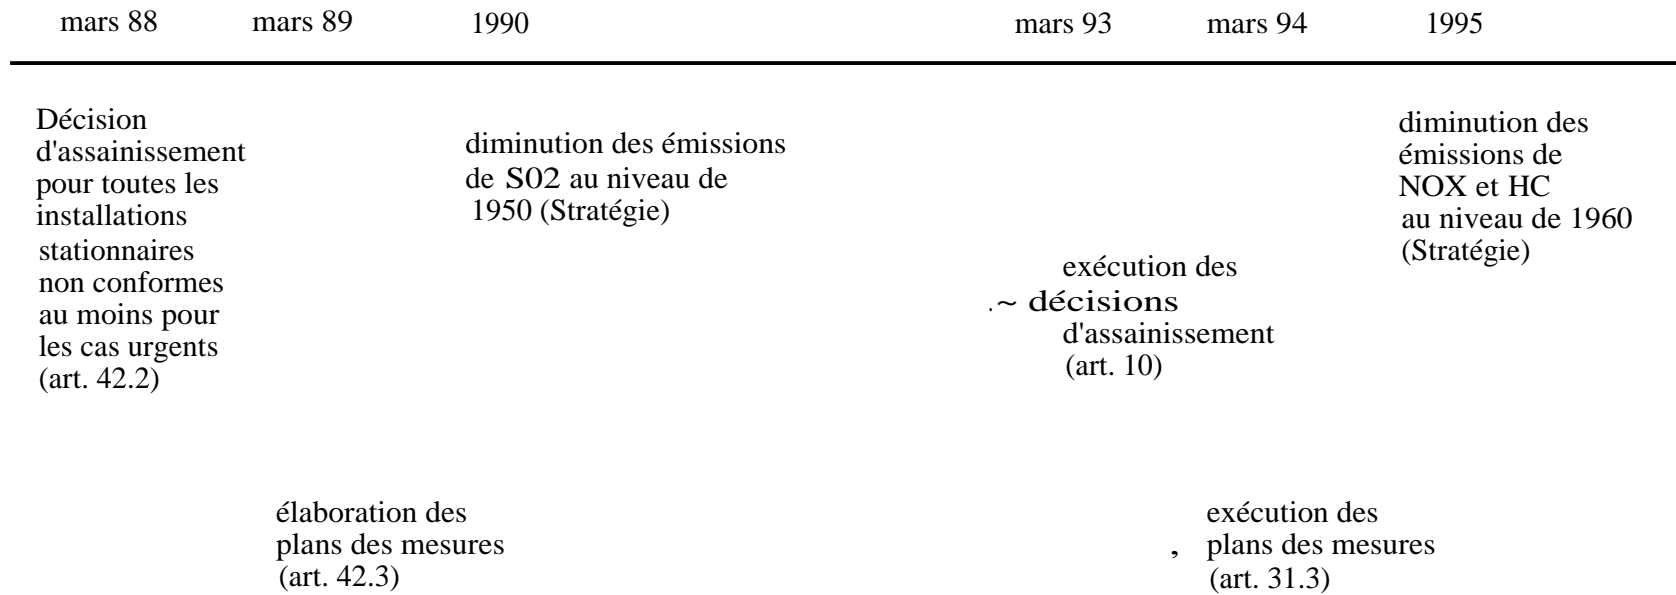 mars 88 mars 89 1990 mars 93 mars 94 1995
Décision
d'assainissement
pour toutes les
installations
stationnaires
non conformes
au moins pour
les cas urgents
(art. 42.2)
élaboration des
plans des mesures
(art. 42.3)
diminution des émissions
de S02 au niveau de
1950 (Stratégie)
exécution des
.~ décisions
d'assainissement
(art. 10)
exécution des
, plans des mesures
(art. 31.3)
diminution des
émissions de
NOX et HC
au niveau de 1960
(Stratégie)